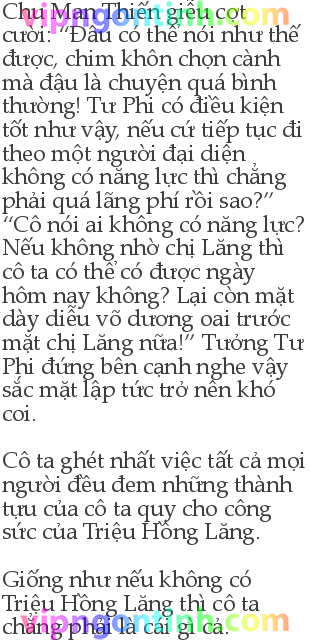 Chu Man Thiến giễu cợt
cười: “Đâu có thể nói như thế
được, chim khôn chọn cành
mà đậu là chuyện quá bình
thường! Tư Phi có điều kiện
tốt như vậy, nếu cứ tiếp tục đi
theo một người đại diện
không có năng lực thì chẳng
phải quá lãng phí rồi sao?”
“Cô nói ai không có năng lực?
Nếu không nhờ chị Lăng thì
cô ta có thể có được ngày
hôm nay không? Lại còn mặt
dày diễu võ dương oai trước
mặt chị Lăng nữa!” Tưởng Tư
Phi đứng bên cạnh nghe vậy
sắc mặt lập tức trở nên khó
coi.
Cô ta ghét nhất việc tất cả mọi
người đều đem những thành
tựu của cô ta quy cho công
sức của Triệu Hồng Lăng.
Giống như nếu không có
Triệu Hồng Lăng thì cô ta
chẳng phải là cái gì cả.
vipngontinh.com
vipngontinh.com